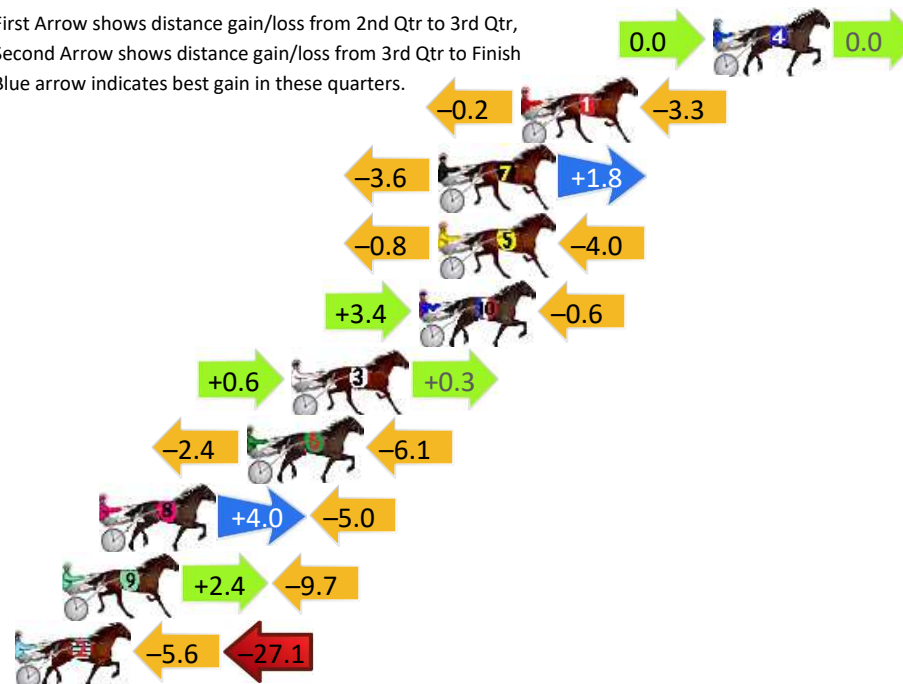 First Arrow shows distance gain/loss from 2nd Qtr to 3rd Qtr,
Second Arrow shows distance gain/loss from 3rd Qtr to Finish
Blue arrow indicates best gain in these quarters.
0.0 4 0.0
–0.2 1 –3.3
–3.6 7 +1.8
–0.8 5 –4.0
+3.4 10 –0.6
+0.6 3 +0.3
–2.4 6 –6.1
8 +4.0 –5.0
9 +2.4 –9.7
2 –5.6 –27.1